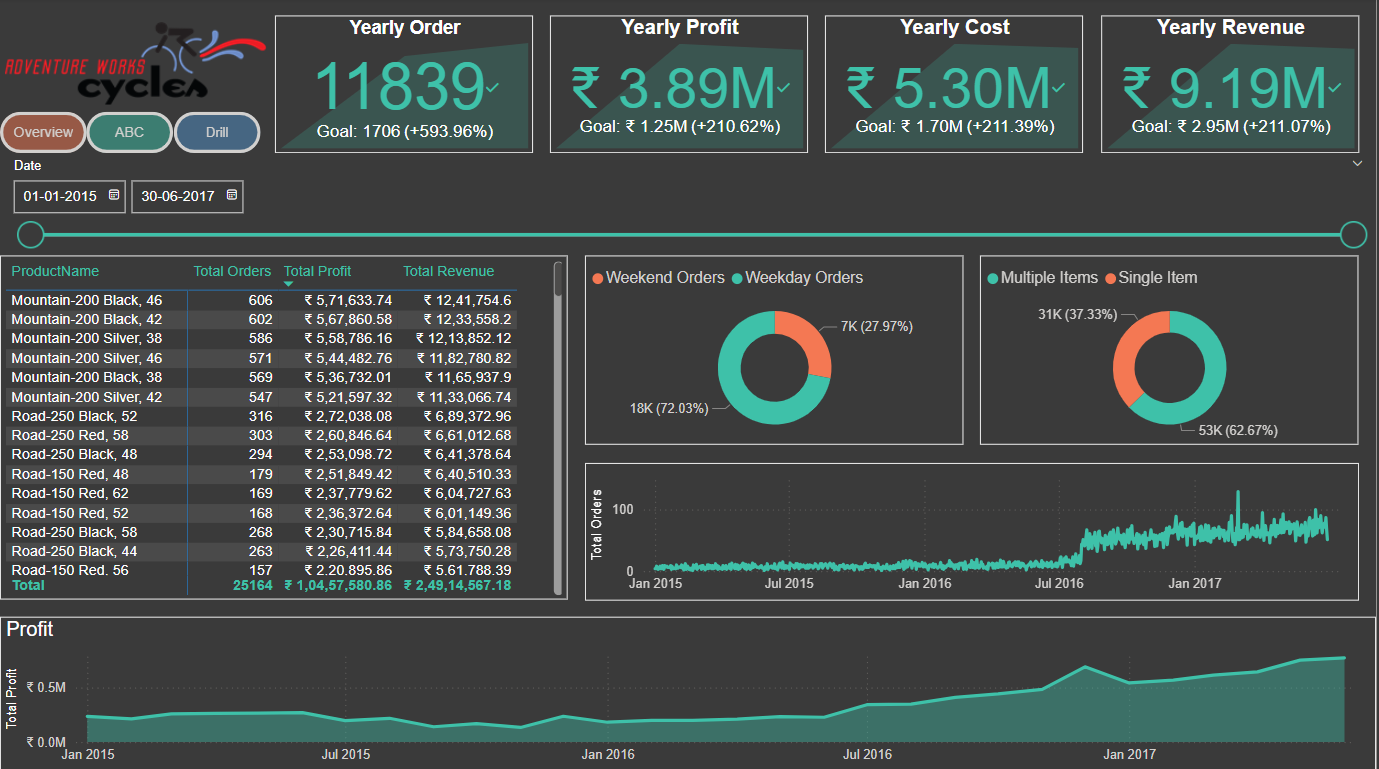 ADVENTURE WORKS
cycles
Overview
ABC
Drill
Yearly Order
11839
Goal: 1706 (+593.96%)
Yearly Profit
₹ 3.89M
Goal: ₹ 1.25M (+210.62%)
Yearly Cost
₹ 5.30M
Goal: ₹ 1.70M (+211.39%)
Yearly Revenue
₹ 9.19M
Goal: ₹ 2.95M (+211.07%)
Date
01-01-2015 30-06-2017
ProductName Total Orders Total Profit Total Revenue
Mountain-200 Black, 46 606 ₹ 5,71,633.74 ₹ 12,41,754.6
Mountain-200 Black, 42 602 ₹ 5,67,860.58 ₹ 12,33,558.2
Mountain-200 Silver, 38 586 ₹ 5,58,786.16 ₹ 12,13,852.12
Mountain-200 Silver, 46 571 ₹ 5,44,482.76 ₹ 11,82,780.82
Mountain-200 Black, 38 569 ₹ 5,36,732.01 ₹ 11,65,937.9
Mountain-200 Silver, 42 547 ₹ 5,21,597.32 ₹ 11,33,066.74
Road-250 Black, 52 316 ₹ 2,72,038.08 ₹ 6,89,372.96
Road-250 Red, 58 303 ₹ 2,60,846.64 ₹ 6,61,012.68
Road-250 Black, 48 294 ₹ 2,53,098.72 ₹ 6,41,378.64
Road-150 Red, 48 179 ₹ 2,51,849.42 ₹ 6,40,510.33
Road-150 Red, 62 169 ₹ 2,37,779.62 ₹ 6,04,727.63
Road-150 Red, 52 168 ₹ 2,36,372.64 ₹ 6,01,149.36
Road-250 Black, 58 268 ₹ 2,30,715.84 ₹ 5,84,658.08
Road-250 Black, 44 263 ₹ 2,26,411.44 ₹ 5,73,750.28
Road-150 Red, 56 157 ₹ 2,20,895.86 ₹ 5,61,788.39
Total 25164 ₹ 1,04,57,580.86 ₹ 2,49,14,567.18
Weekend Orders Weekday Orders
7K (27.97%)
18K (72.03%)
Multiple Items Single Item
31K (37.33%)
53K (62.67%)
Total Orders
100
0
Jan 2015 Jul 2015 Jan 2016 Jul 2016 Jan 2017
Profit
Total Profit
₹ 0.5M
₹ 0.0M
Jan 2015 Jul 2015 Jan 2016 Jul 2016 Jan 2017